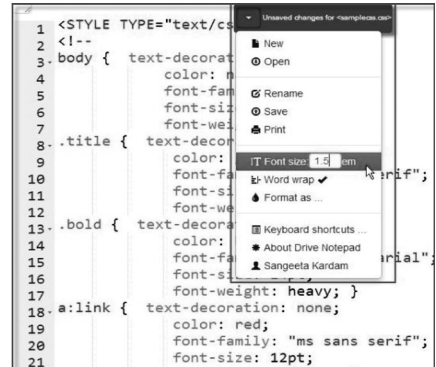 1 <STYLE TYPE="text/cs
2 <!--
3 body { text-decorat
4 color: n
5 font-fam
6 font-siz
7 font-wei
8 .title { text-decor
9 color:
10 font-fa erif";
11 font-si
12 font-we
13 .bold { text-decora
14 color:
15 font-fa arial";
16 font-si
17 font-weight: heavy; }
18 a:link { text-decoration: none;
19 color: red;
20 font-family: "ms sans serif";
21 font-size: 12pt;
Unsaved changes for <samplecss.css>
New
Open
Rename
Save
Print
Font size: 1.5 em
Word wrap ✔
Format as ...
Keyboard shortcuts ...
About Drive Notepad
Sangeeta Kardam